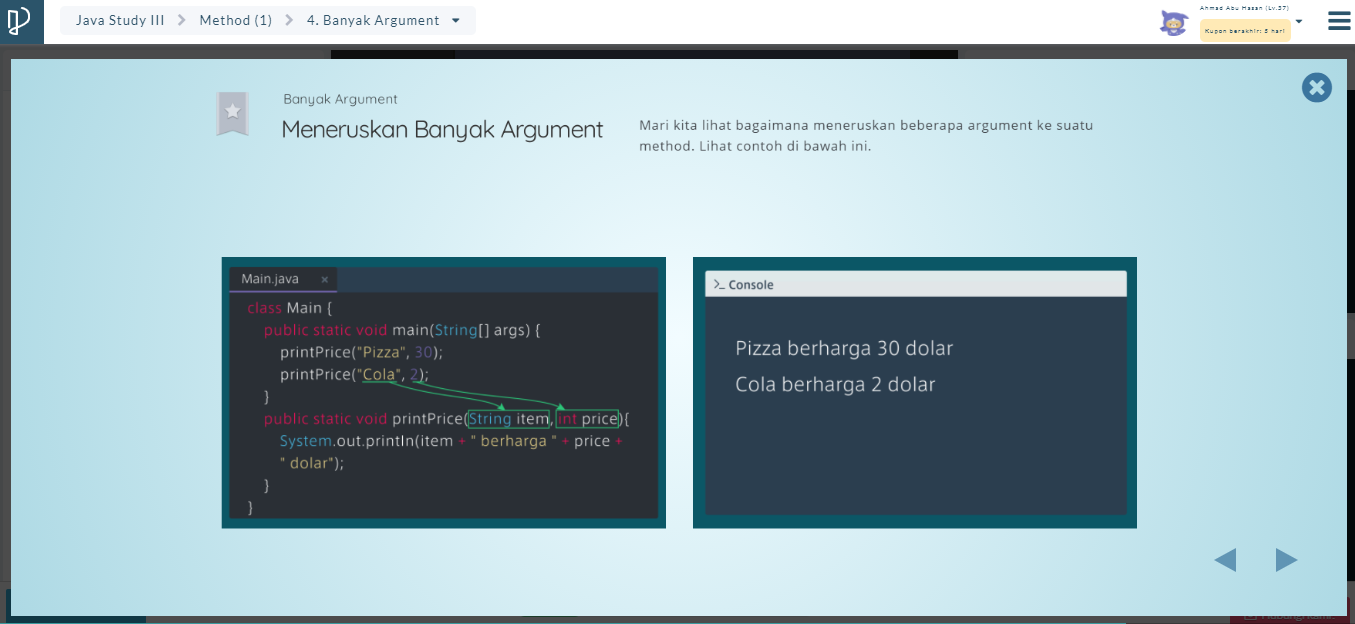 Java Study III
Method (1)
4. Banyak Argument
Ahmad Abu Hasan (Lv.37)
Kupon berakhir: 5 hari
Banyak Argument
Meneruskan Banyak Argument
Mari kita lihat bagaimana meneruskan beberapa argument ke suatu
method. Lihat contoh di bawah ini.
Main.java ×
class Main {
public static void main(String[] args) {
printPrice("Pizza", 30);
printPrice("Cola", 2);
}
public static void printPrice(String item, int price){
System.out.println(item + " berharga " + price +
" dolar");
}
}
>_ Console
Pizza berharga 30 dolar
Cola berharga 2 dolar